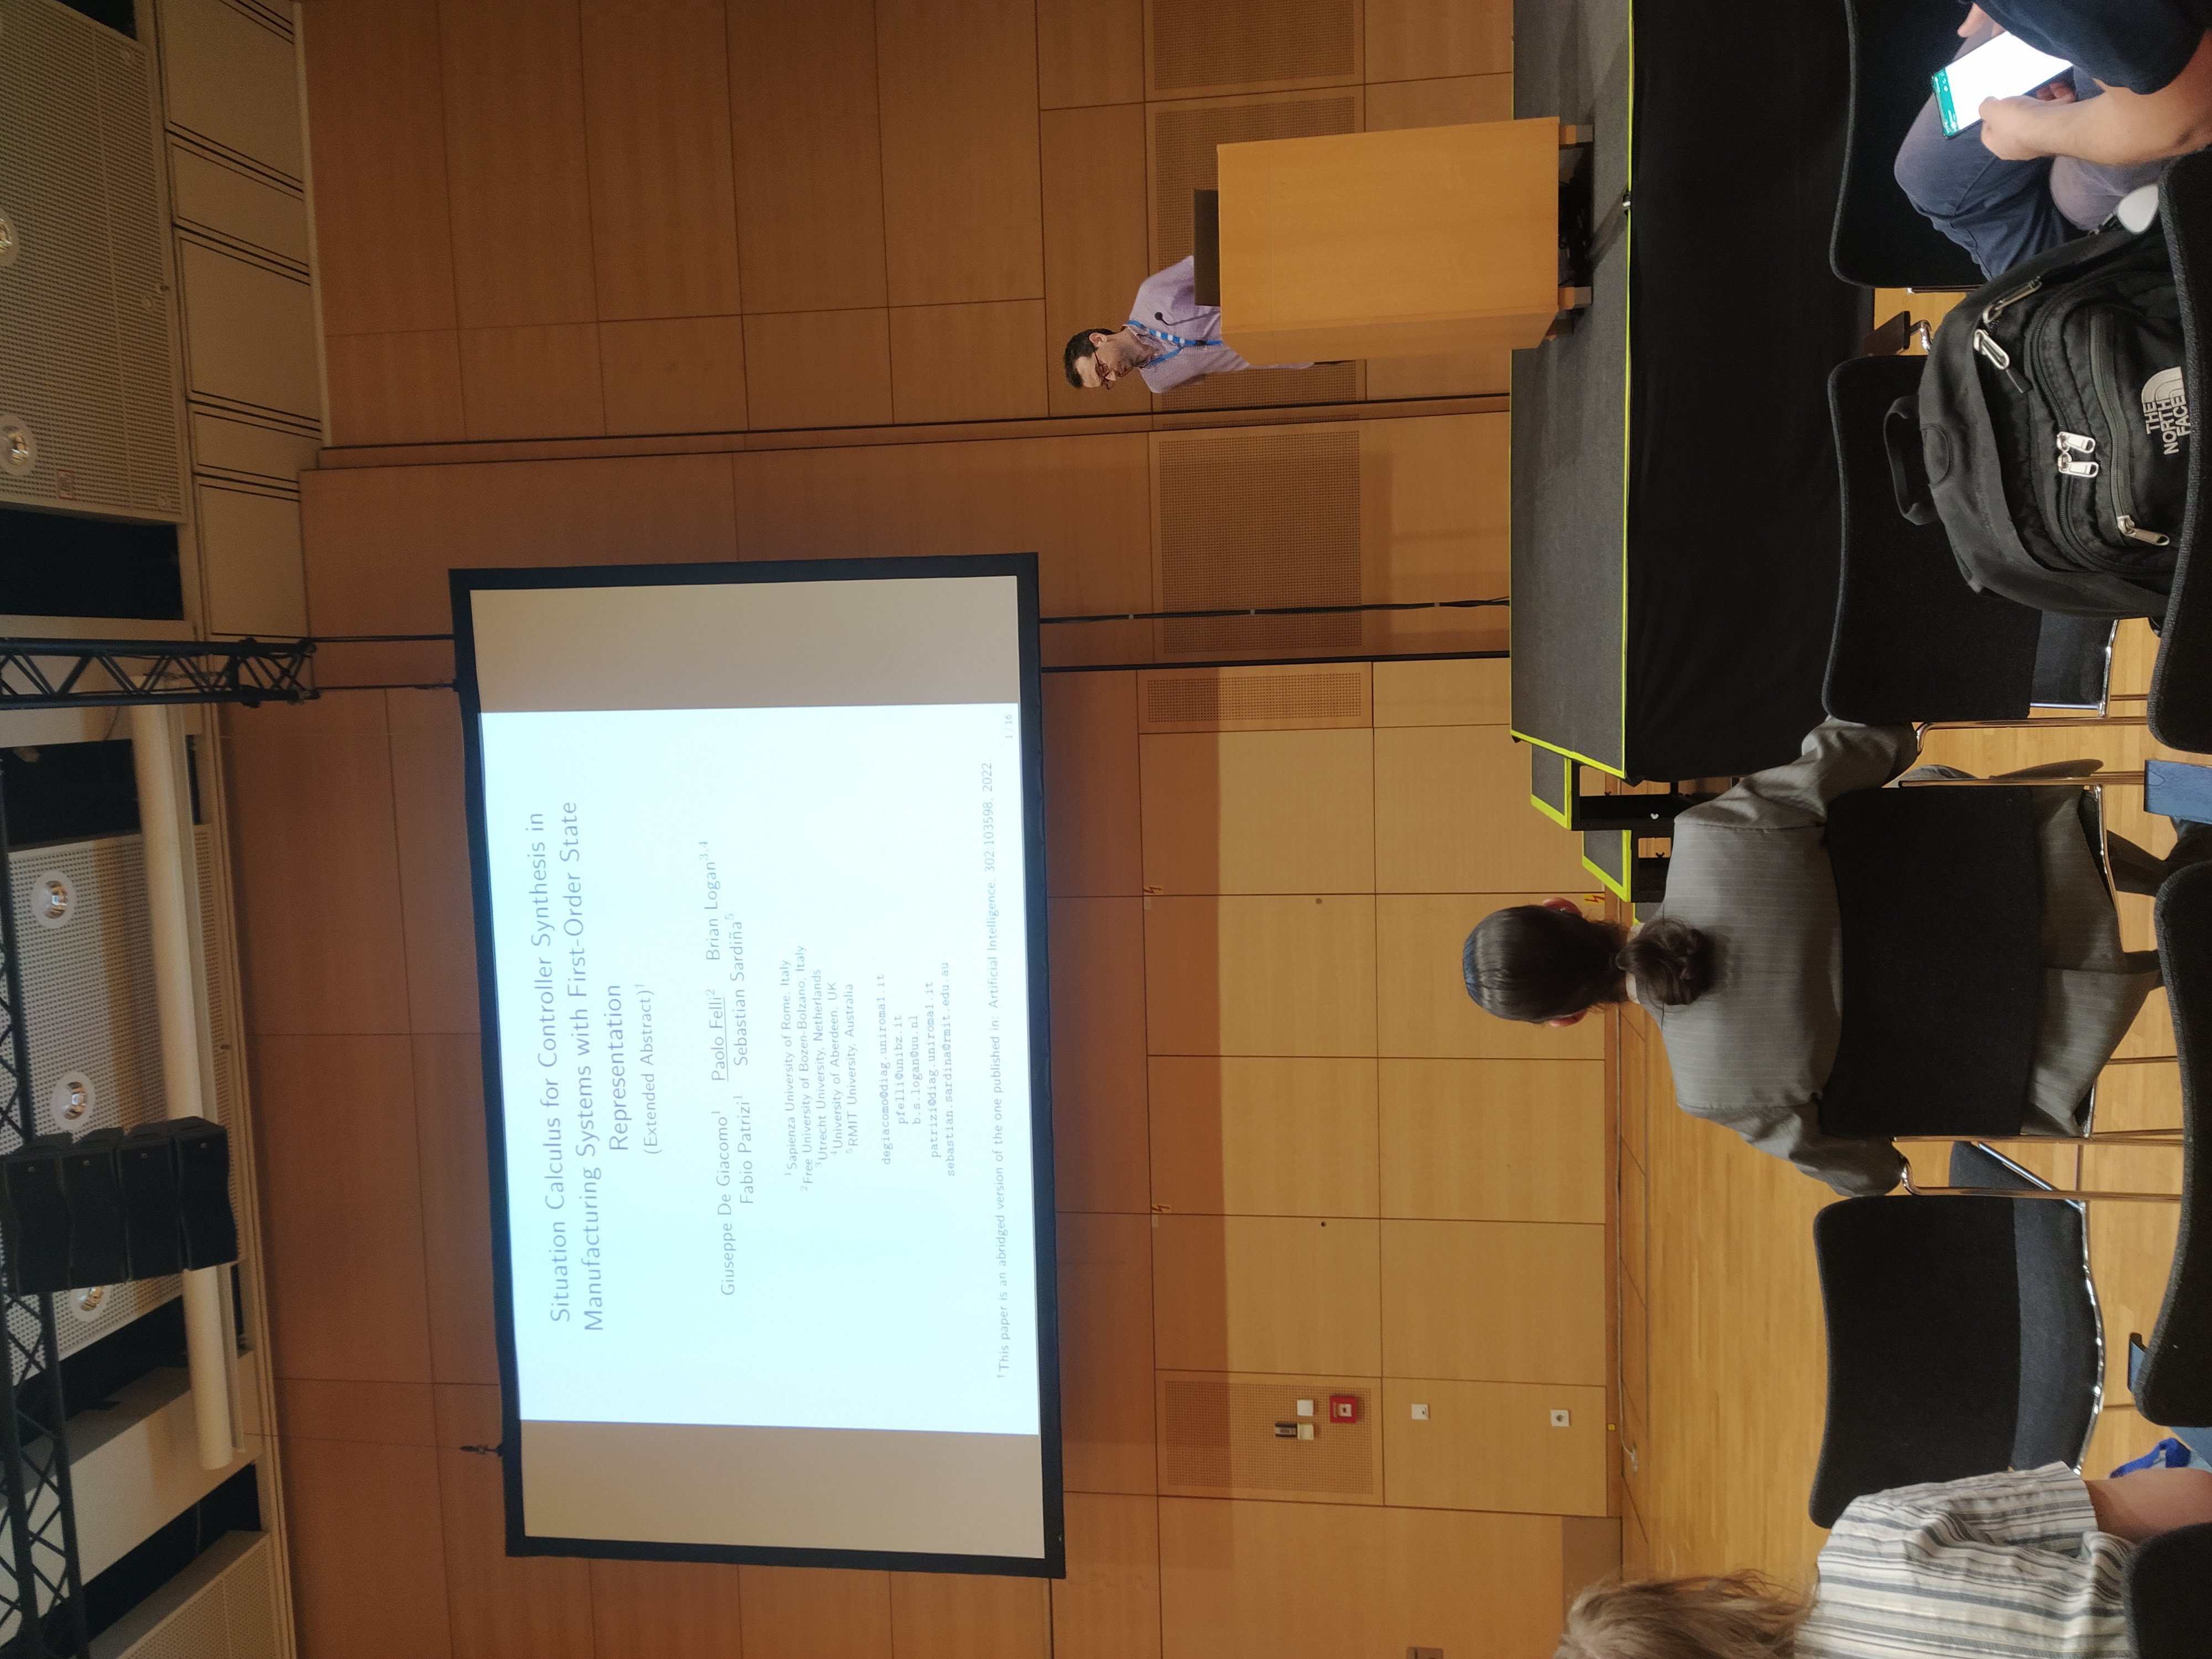 Situation Calculus for Controller Synthesis in
Manufacturing Systems with First-Order State
Representation
(Extended Abstract)†
Giuseppe De Giacomo1 Paolo Felli2 Brian Logan3,4
Fabio Patrizi1 Sebastian Sardiña5
1Sapienza University of Rome, Italy
2Free University of Bozen-Bolzano, Italy
3Utrecht University, Netherlands
4University of Aberdeen, UK
5RMIT University, Australia
degiacomo@diag.uniroma1.it
pfelli@unibz.it
b.s.logan@uu.nl
patrizi@diag.uniroma1.it
sebastian.sardina@rmit.edu.au
†This paper is an abridged version of the one published in: Artificial Intelligence, 302:103598, 2022.
1 / 16
THE
NORTH
FACE